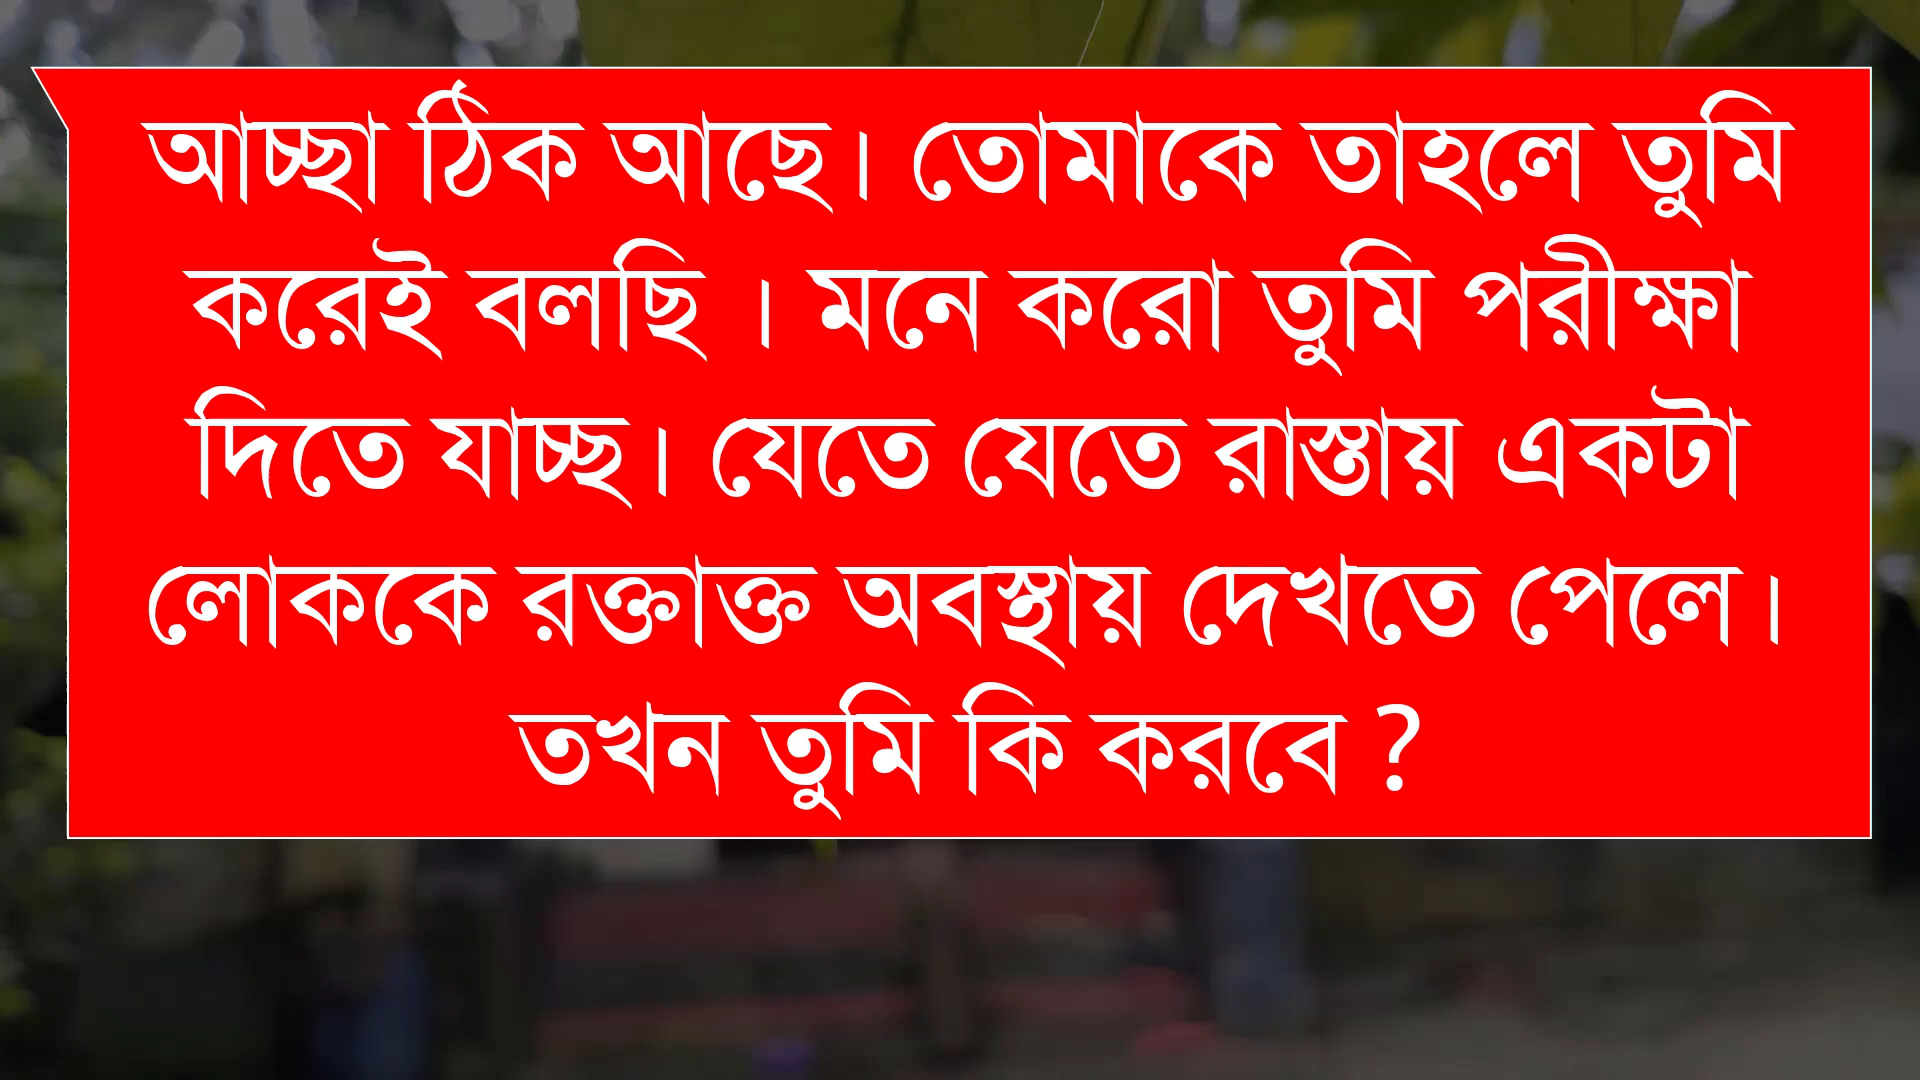 আচ্ছা ঠিক আছে। তোমাকে তাহলে তুমি
করেই বলছি । মনে করো তুমি পরীক্ষা
দিতে যাচ্ছ। যেতে যেতে রাস্তায় একটা
লোককে রক্তাক্ত অবস্থায় দেখতে পেলে।
তখন তুমি কি করবে ?